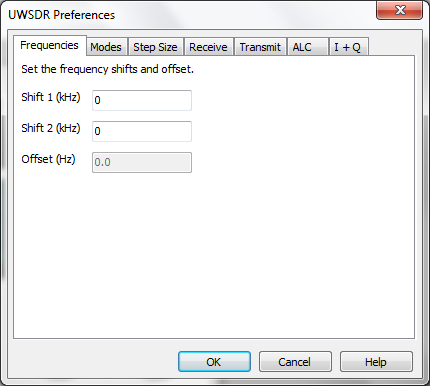 UWSDR Preferences
Frequencies Modes Step Size Receive Transmit ALC I + Q
Set the frequency shifts and offset.
Shift 1 (kHz) 0
Shift 2 (kHz) 0
Offset (Hz) 0.0
OK Cancel Help